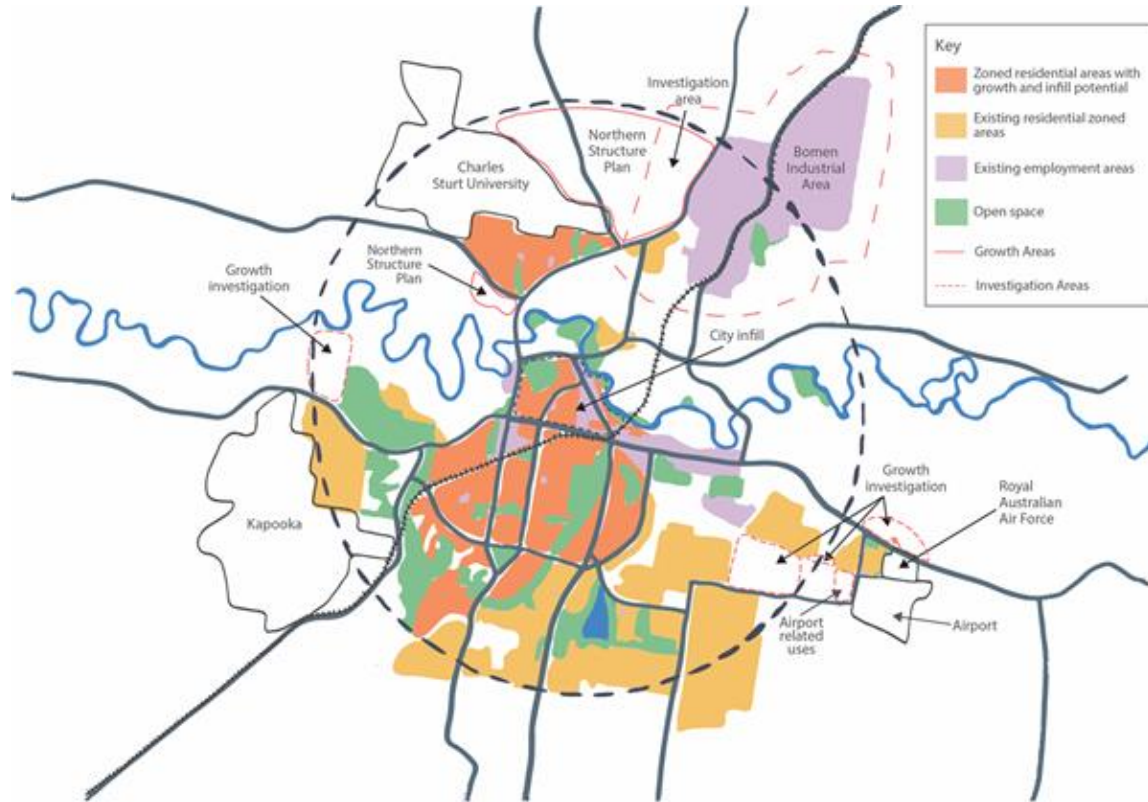 Key
Zoned residential areas with
growth and infill potential
Existing residential zoned
areas
Existing employment areas
Open space
Growth Areas
Investigation Areas
Investigation
area
Northern
Structure
Plan
Bomen
Industrial
Area
Charles
Sturt University
Northern
Structure
Plan
Growth
investigation
City infill
Kapooka
Growth
investigation
Royal
Australian
Air Force
Airport
related
uses
Airport